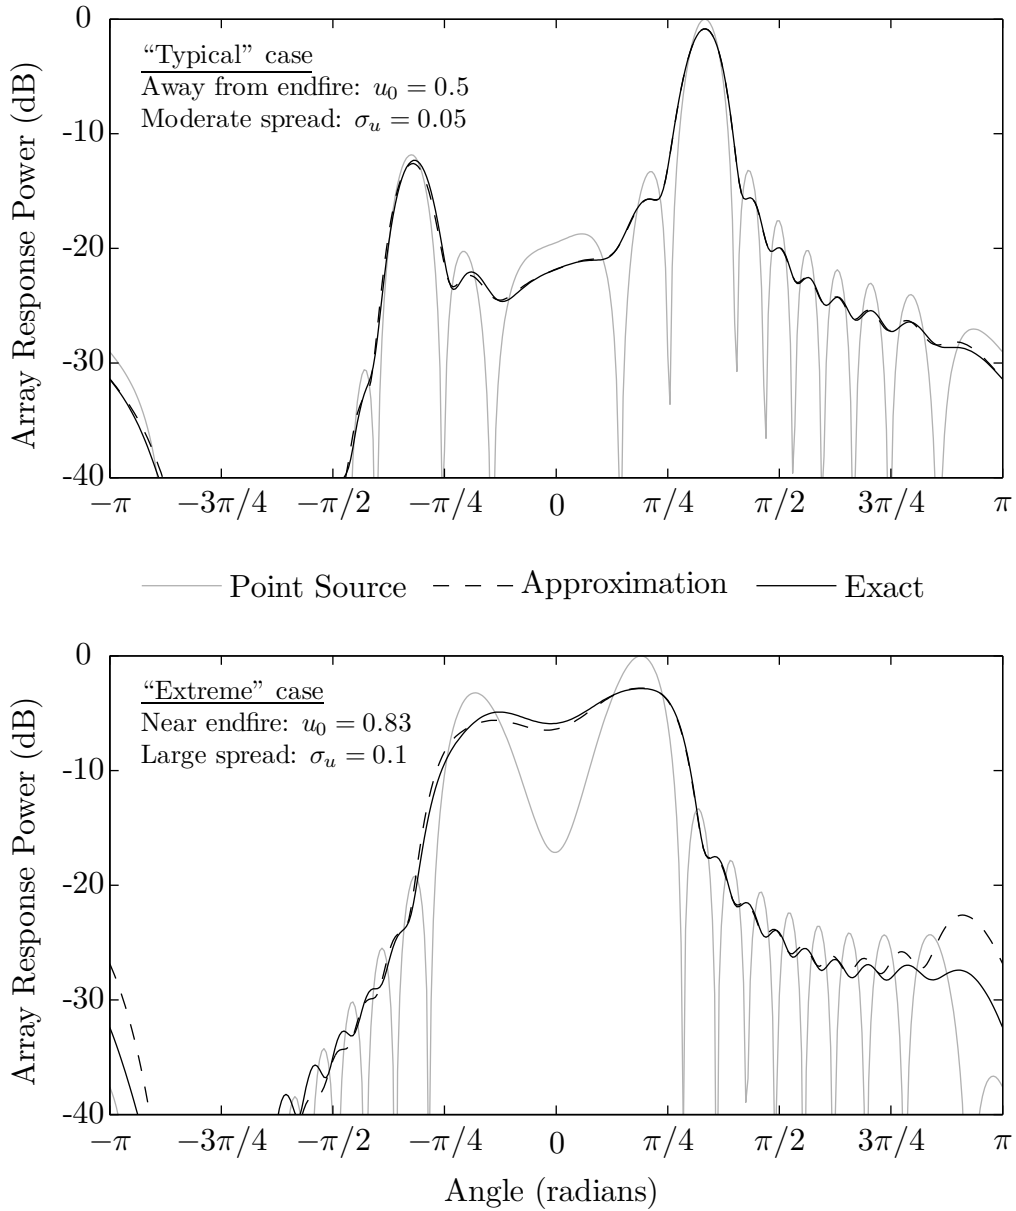 0
-10
-20
-30
-40
Array Response Power (dB)
“Typical” case
Away from endfire: u₀ = 0.5
Moderate spread: σᵤ = 0.05
−π
−3π/4
−π/2
−π/4
0
π/4
π/2
3π/4
π
Point Source
Approximation
Exact
0
-10
-20
-30
-40
Array Response Power (dB)
“Extreme” case
Near endfire: u₀ = 0.83
Large spread: σᵤ = 0.1
−π
−3π/4
−π/2
−π/4
0
π/4
π/2
3π/4
π
Angle (radians)